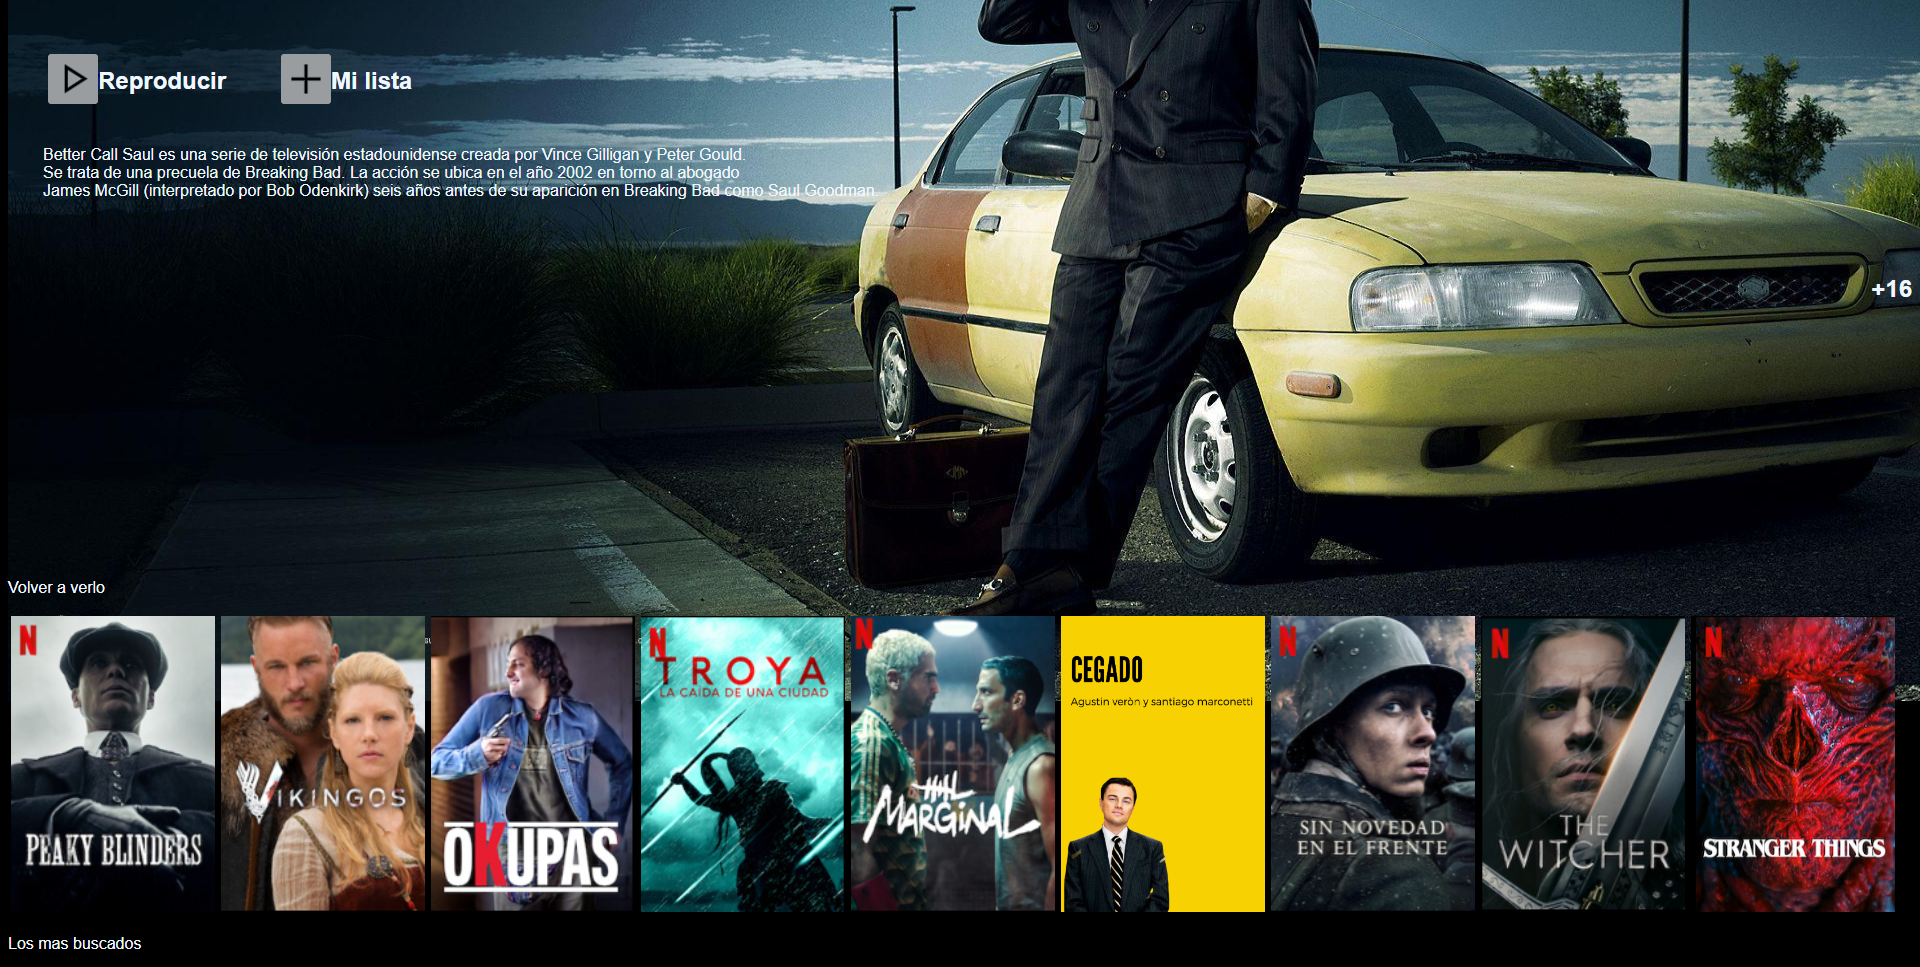 Reproducir
Mi lista
Better Call Saul es una serie de televisión estadounidense creada por Vince Gilligan y Peter Gould.
Se trata de una precuela de Breaking Bad. La acción se ubica en el año 2002 en torno al abogado
James McGill (interpretado por Bob Odenkirk) seis años antes de su aparición en Breaking Bad como Saul Goodman
+16
Volver a verlo
N
PEAKY BLINDERS
VIKINGOS
OKUPAS
N
TROYA
LA CAÍDA DE UNA CIUDAD
N
MARGINAL
CEGADO
Agustin veròn y santiago marconetti
N
SIN NOVEDAD
EN EL FRENTE
N
THE
WITCHER
N
STRANGER THINGS
Los mas buscados